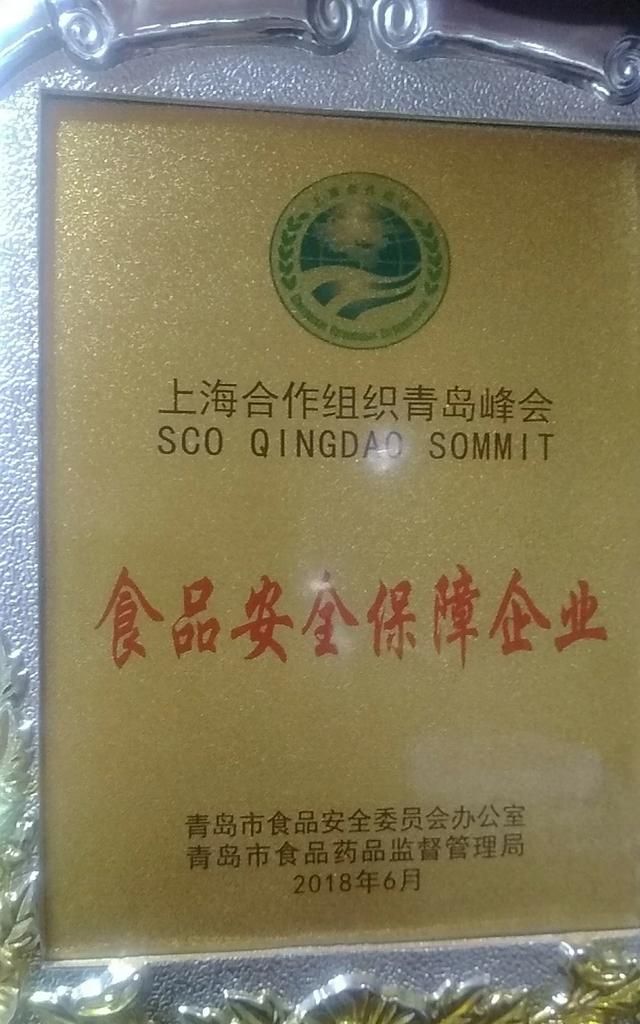 上海合作组织青岛峰会
SCO QINGDAO SOMMIT
食品安全保障企业
青岛市食品安全委员会办公室
青岛市食品药品监督管理局
2018年6月